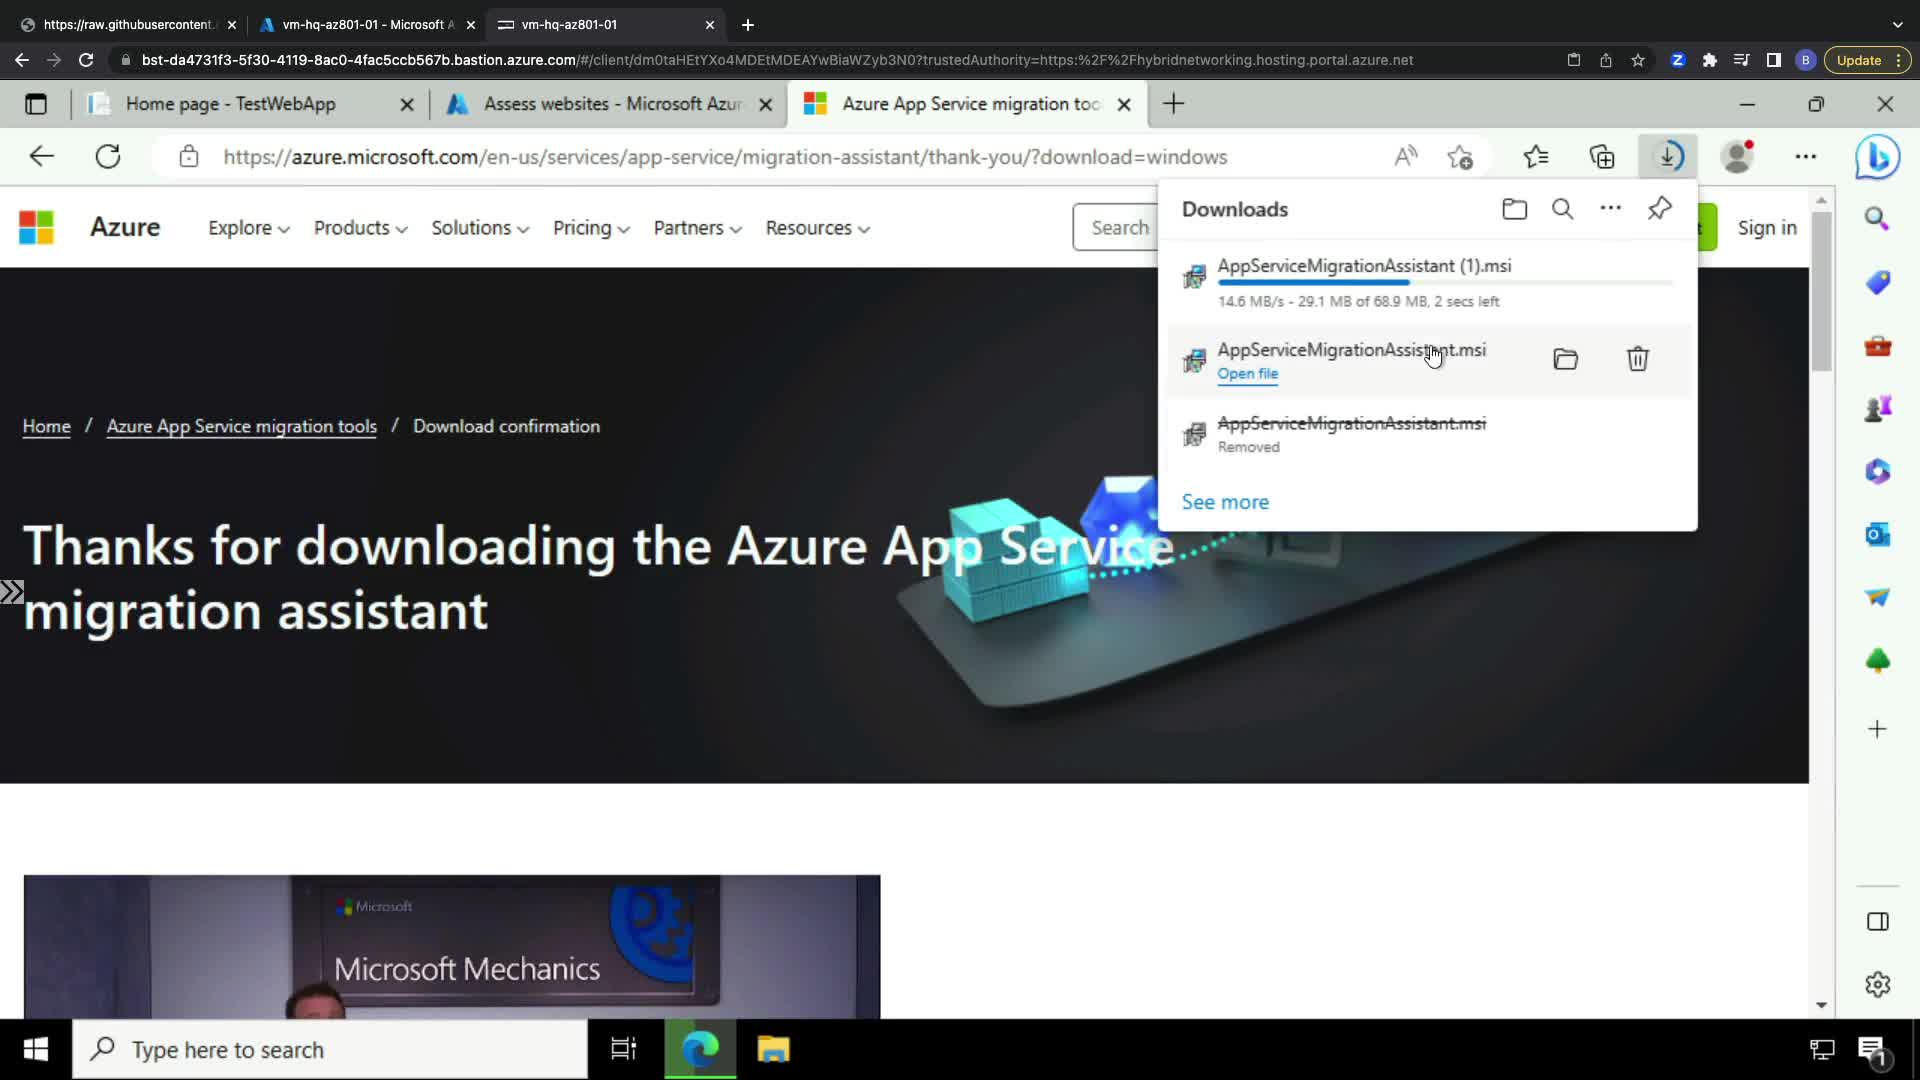 https://raw.githubusercontent.
vm-hq-az801-01 - Microsoft A
vm-hq-az801-01
bst-da4731f3-5f30-4119-8ac0-4fac5ccb567b.bastion.azure.com/#/client/dm0taHEtYXo4MDEtMDEAYwBiaWZyb3N0?trustedAuthority=https:%2F%2Fhybridnetworking.hosting.portal.azure.net
Z
B
Update
Home page - TestWebApp
Assess websites - Microsoft Azur
Azure App Service migration too
https://azure.microsoft.com/en-us/services/app-service/migration-assistant/thank-you/?download=windows
Azure
Explore
Products
Solutions
Pricing
Partners
Resources
Search
t
Sign in
Downloads
AppServiceMigrationAssistant (1).msi
14.6 MB/s - 29.1 MB of 68.9 MB, 2 secs left
AppServiceMigrationAssistant.msi
Open file
AppServiceMigrationAssistant.msi
Removed
See more
Home / Azure App Service migration tools / Download confirmation
Thanks for downloading the Azure App Service
migration assistant
Microsoft
Microsoft Mechanics
Type here to search
1